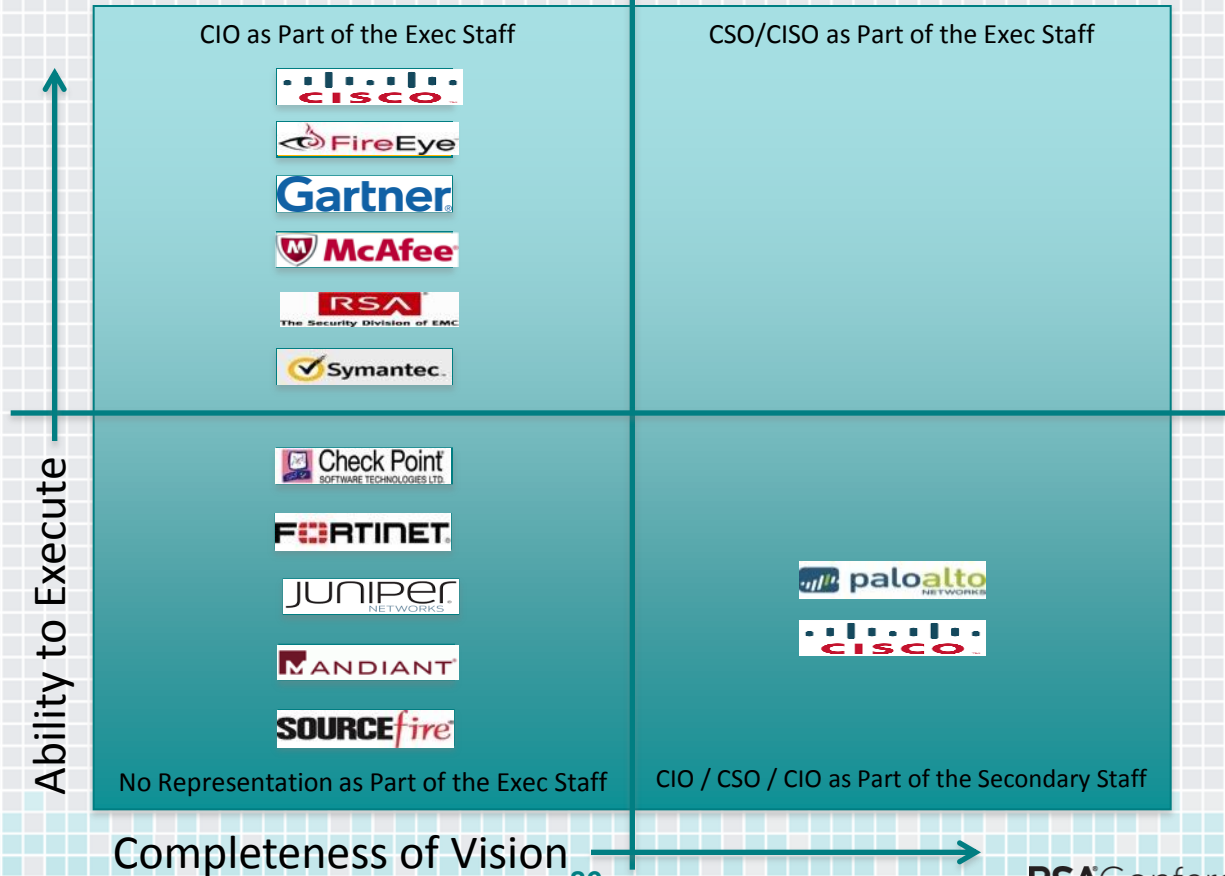 CIO as Part of the Exec Staff
CISCO
FireEye
Gartner®
McAfee
RSA
The Security Division of EMC
Symantec.
CSO/CISO as Part of the Exec Staff
Check Point
SOFTWARE TECHNOLOGIES LTD.
FORTINET
JUNIPER
NETWORKS
MANDIANT
SOURCEfire
No Representation as Part of the Exec Staff
paloalto
NETWORKS
CISCO
CIO / CSO / CIO as Part of the Secondary Staff
Ability to Execute
Completeness of Vision